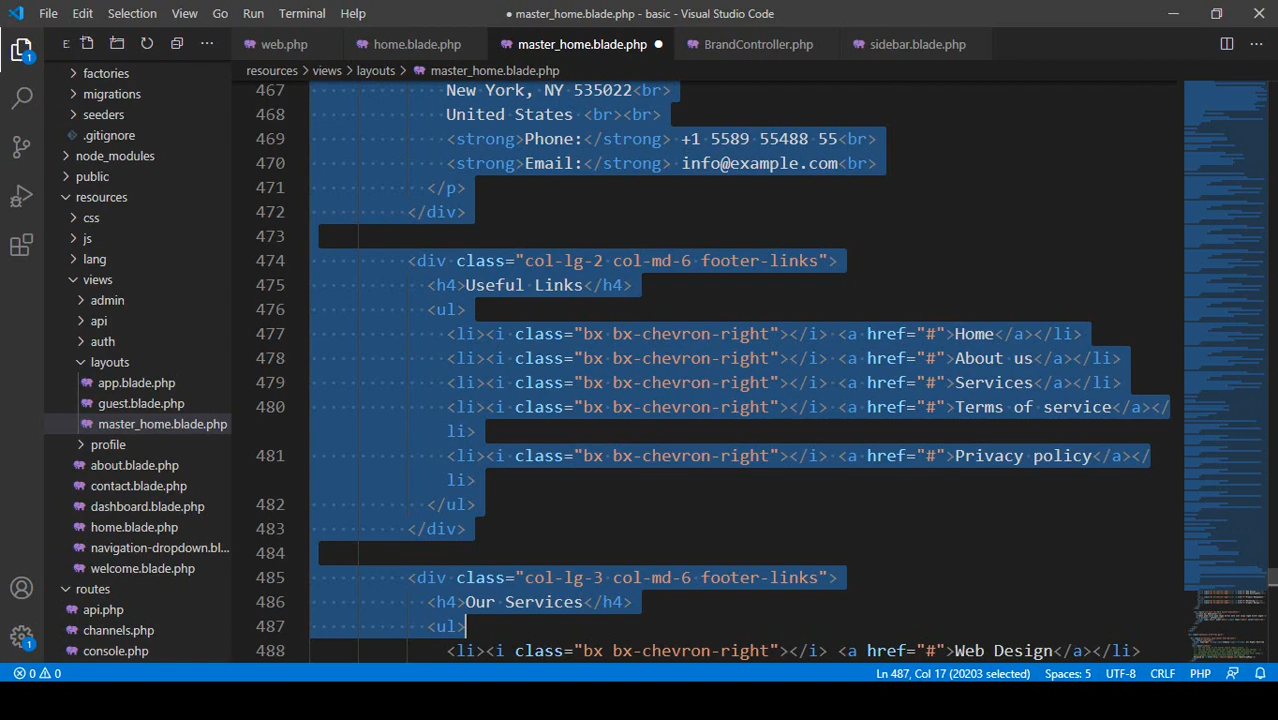 File Edit Selection View Go Run Terminal Help
● master_home.blade.php - basic - Visual Studio Code
E
web.php
home.blade.php
master_home.blade.php
BrandController.php
sidebar.blade.php
resources > views > layouts > master_home.blade.php
factories
migrations
seeders
.gitignore
node_modules
public
resources
css
js
lang
views
admin
api
auth
layouts
app.blade.php
guest.blade.php
master_home.blade.php
profile
about.blade.php
contact.blade.php
dashboard.blade.php
home.blade.php
navigation-dropdown.bl...
welcome.blade.php
routes
api.php
channels.php
console.php
1
1
467 New York, NY 535022<br>
468 United States <br><br>
469 <strong>Phone:</strong> +1 5589 55488 55<br>
470 <strong>Email:</strong> info@example.com<br>
471 </p>
472 </div>
473
474 <div class="col-lg-2 col-md-6 footer-links">
475 <h4>Useful Links</h4>
476 <ul>
477 <li><i class="bx bx-chevron-right"></i> <a href="#">Home</a></li>
478 <li><i class="bx bx-chevron-right"></i> <a href="#">About us</a></li>
479 <li><i class="bx bx-chevron-right"></i> <a href="#">Services</a></li>
480 <li><i class="bx bx-chevron-right"></i> <a href="#">Terms of service</a></
li>
481 <li><i class="bx bx-chevron-right"></i> <a href="#">Privacy policy</a></
li>
482 </ul>
483 </div>
484
485 <div class="col-lg-3 col-md-6 footer-links">
486 <h4>Our Services</h4>
487 <ul>
488 <li><i class="bx bx-chevron-right"></i> <a href="#">Web Design</a></li>
0 0
Ln 487, Col 17 (20203 selected) Spaces: 5 UTF-8 CRLF PHP